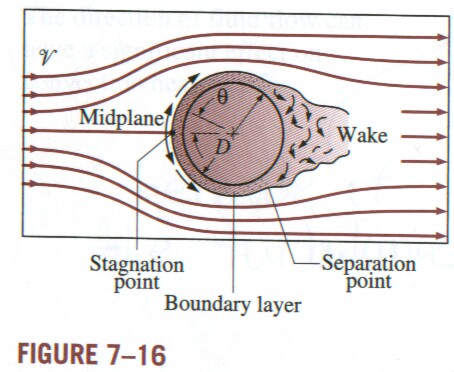 𝒱
θ
Midplane
D
Wake
Stagnation
point
Separation
point
Boundary layer
FIGURE 7–16